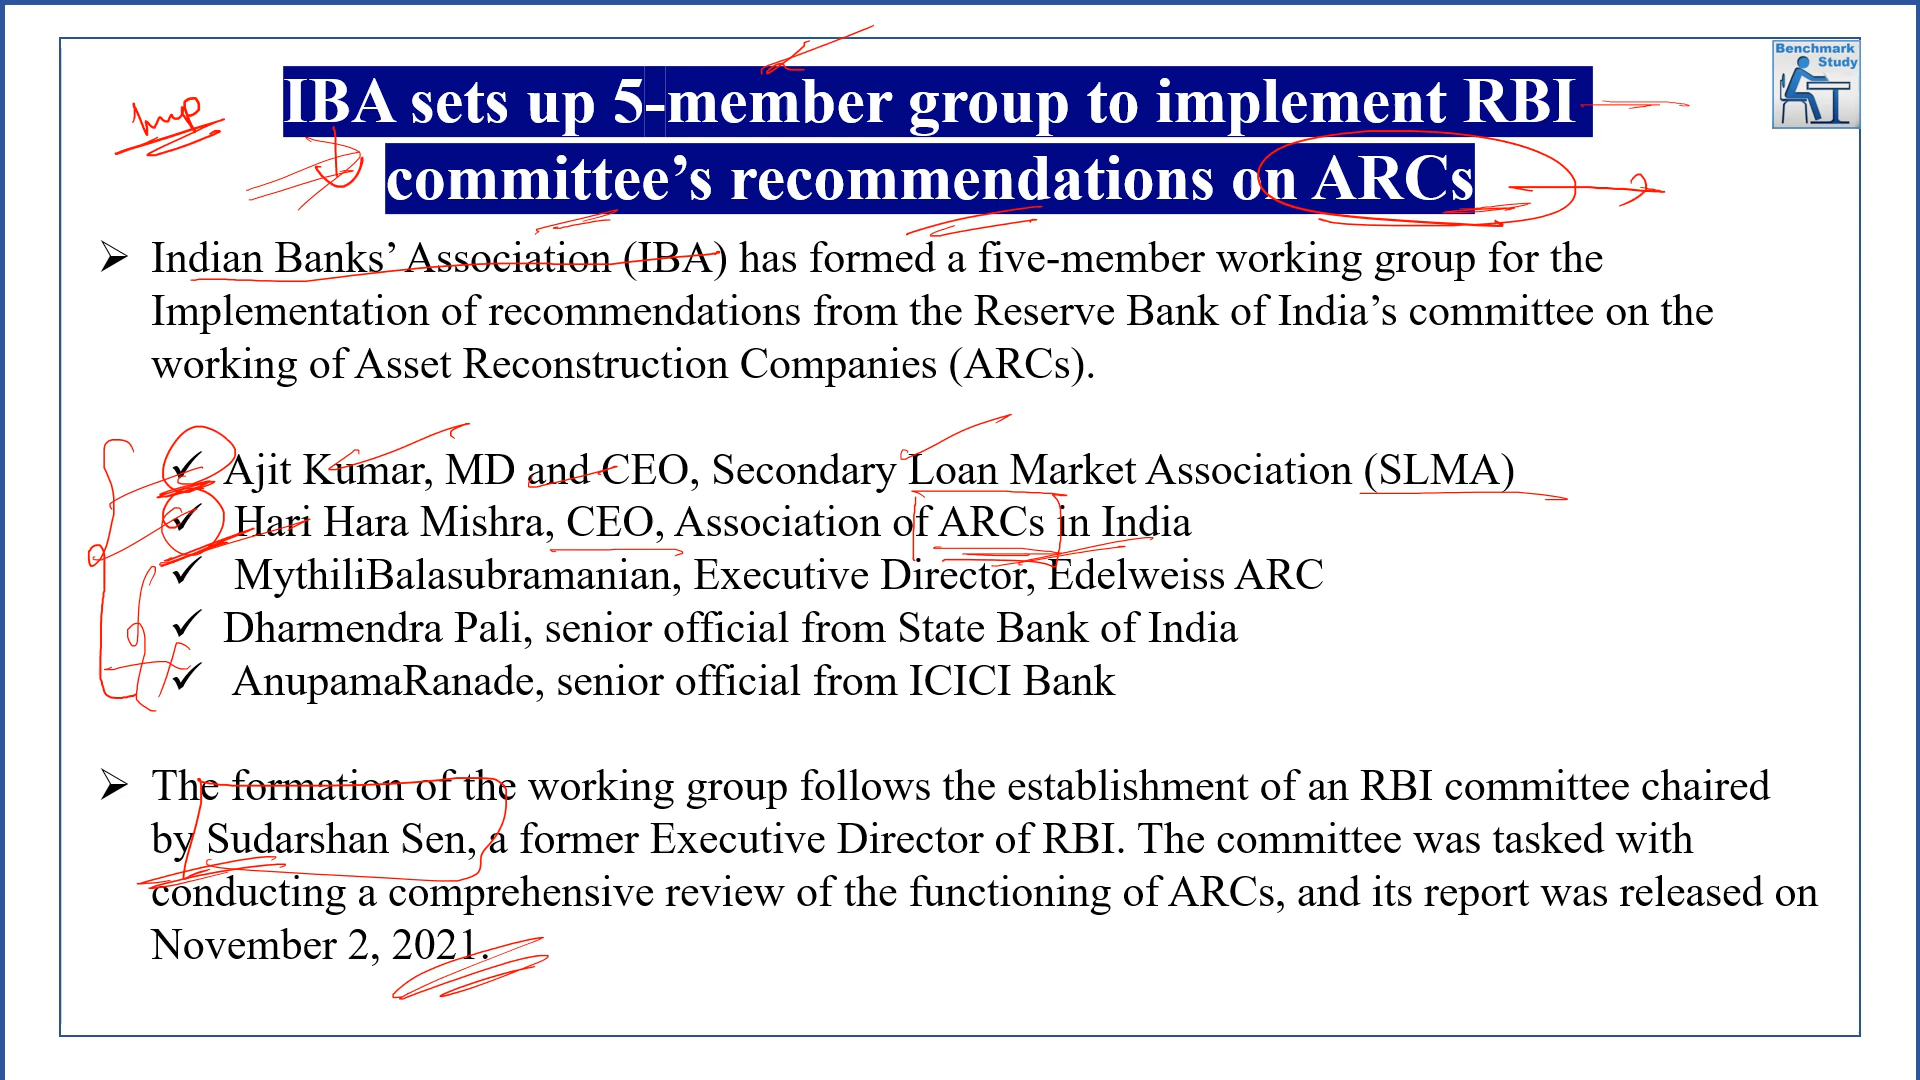 Benchmark
Study
Imp
IBA sets up 5-member group to implement RBI
committee’s recommendations on ARCs
➢ Indian Banks’ Association (IBA) has formed a five-member working group for the
Implementation of recommendations from the Reserve Bank of India’s committee on the
working of Asset Reconstruction Companies (ARCs).
✓ Ajit Kumar, MD and CEO, Secondary Loan Market Association (SLMA)
✓ Hari Hara Mishra, CEO, Association of ARCs in India
✓ MythiliBalasubramanian, Executive Director, Edelweiss ARC
✓ Dharmendra Pali, senior official from State Bank of India
✓ AnupamaRanade, senior official from ICICI Bank
➢ The formation of the working group follows the establishment of an RBI committee chaired
by Sudarshan Sen, a former Executive Director of RBI. The committee was tasked with
conducting a comprehensive review of the functioning of ARCs, and its report was released on
November 2, 2021.